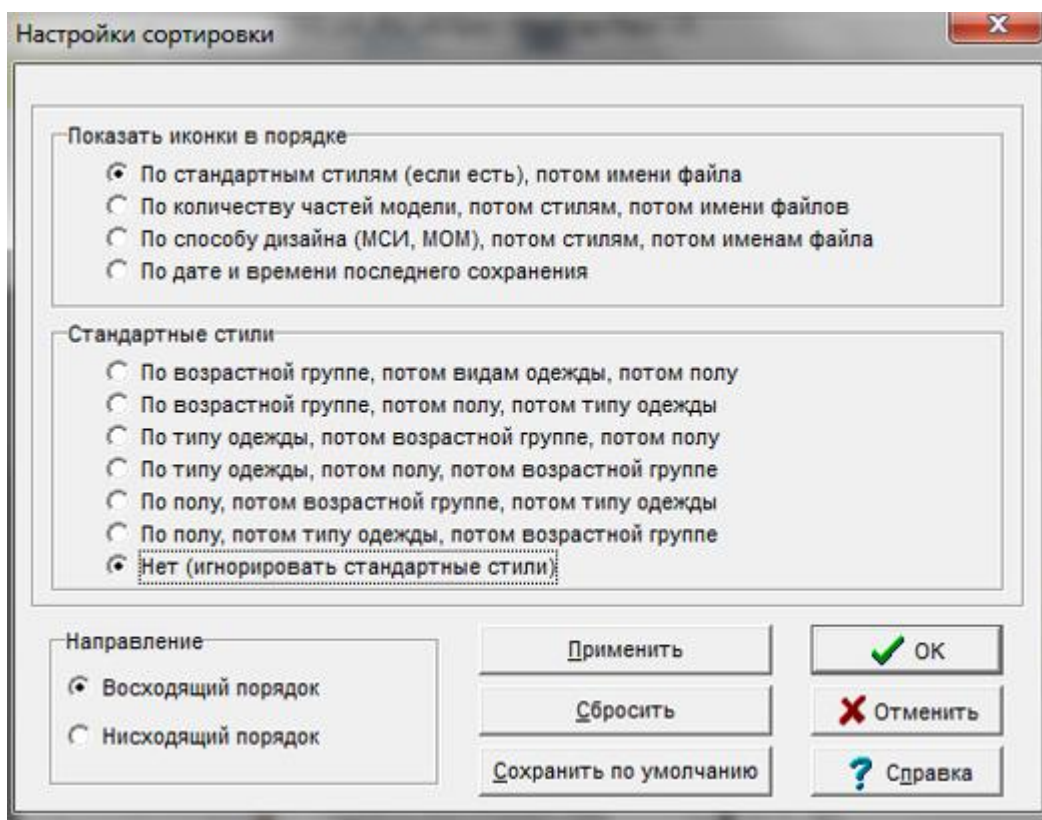 Настройки сортировки
Показать иконки в порядке
По стандартным стилям (если есть), потом имени файла
По количеству частей модели, потом стилям, потом имени файлов
По способу дизайна (МСИ, МОМ), потом стилям, потом именам файла
По дате и времени последнего сохранения
Стандартные стили
По возрастной группе, потом видам одежды, потом полу
По возрастной группе, потом полу, потом типу одежды
По типу одежды, потом возрастной группе, потом полу
По типу одежды, потом полу, потом возрастной группе
По полу, потом возрастной группе, потом типу одежды
По полу, потом типу одежды, потом возрастной группе
Нет (игнорировать стандартные стили)
Направление
Восходящий порядок
Нисходящий порядок
Применить
Сбросить
Сохранить по умолчанию
ОК
Отменить
Справка